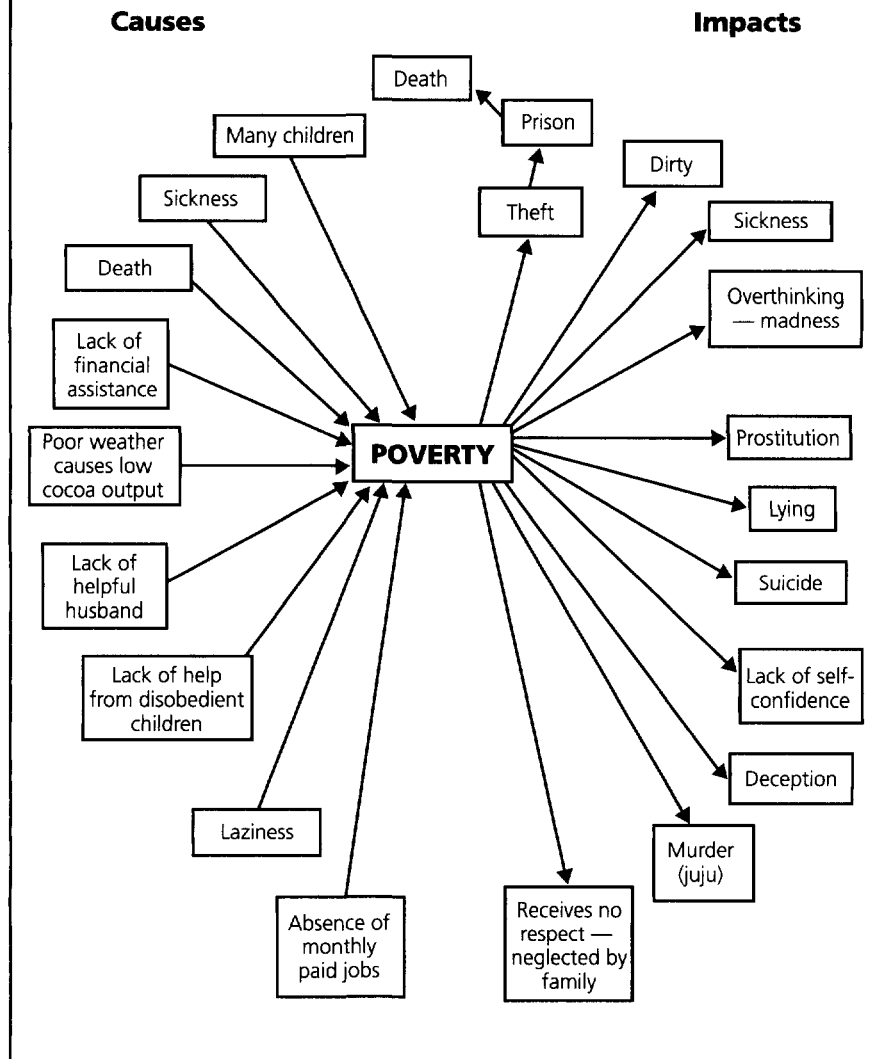 Causes
Impacts
Death
Prison
Theft
Many children
Sickness
Death
Lack of
financial
assistance
Poor weather
causes low
cocoa output
Lack of
helpful
husband
Lack of help
from disobedient
children
Laziness
Absence of
monthly
paid jobs
POVERTY
Dirty
Sickness
Overthinking
— madness
Prostitution
Lying
Suicide
Lack of self-
confidence
Deception
Murder
(juju)
Receives no
respect —
neglected by
family